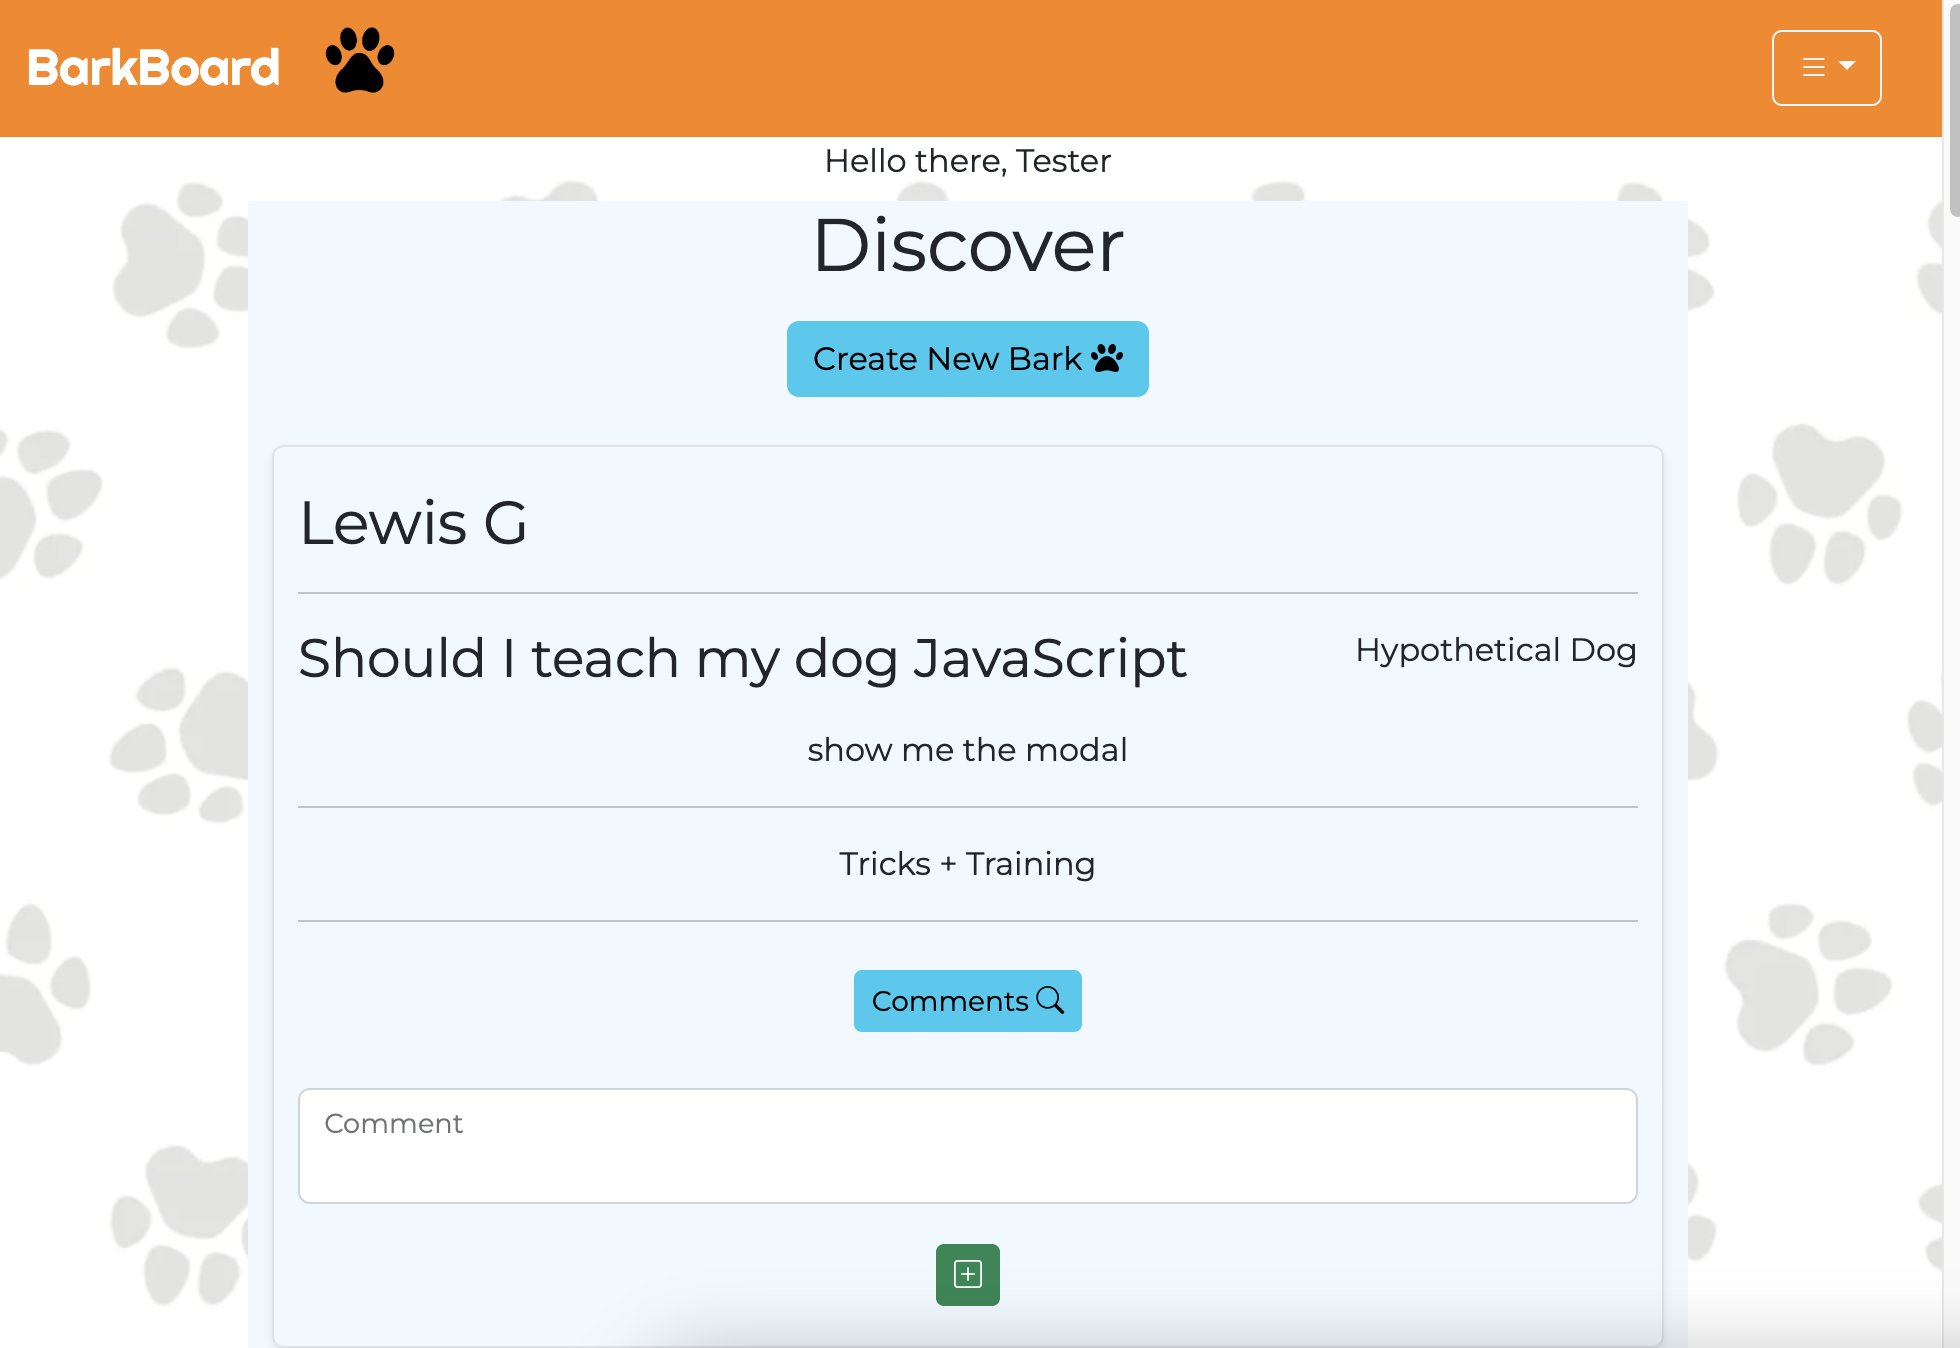 BarkBoard
Hello there, Tester
Discover
Create New Bark
Lewis G
Should I teach my dog JavaScript
Hypothetical Dog
show me the modal
Tricks + Training
Comments
Comment